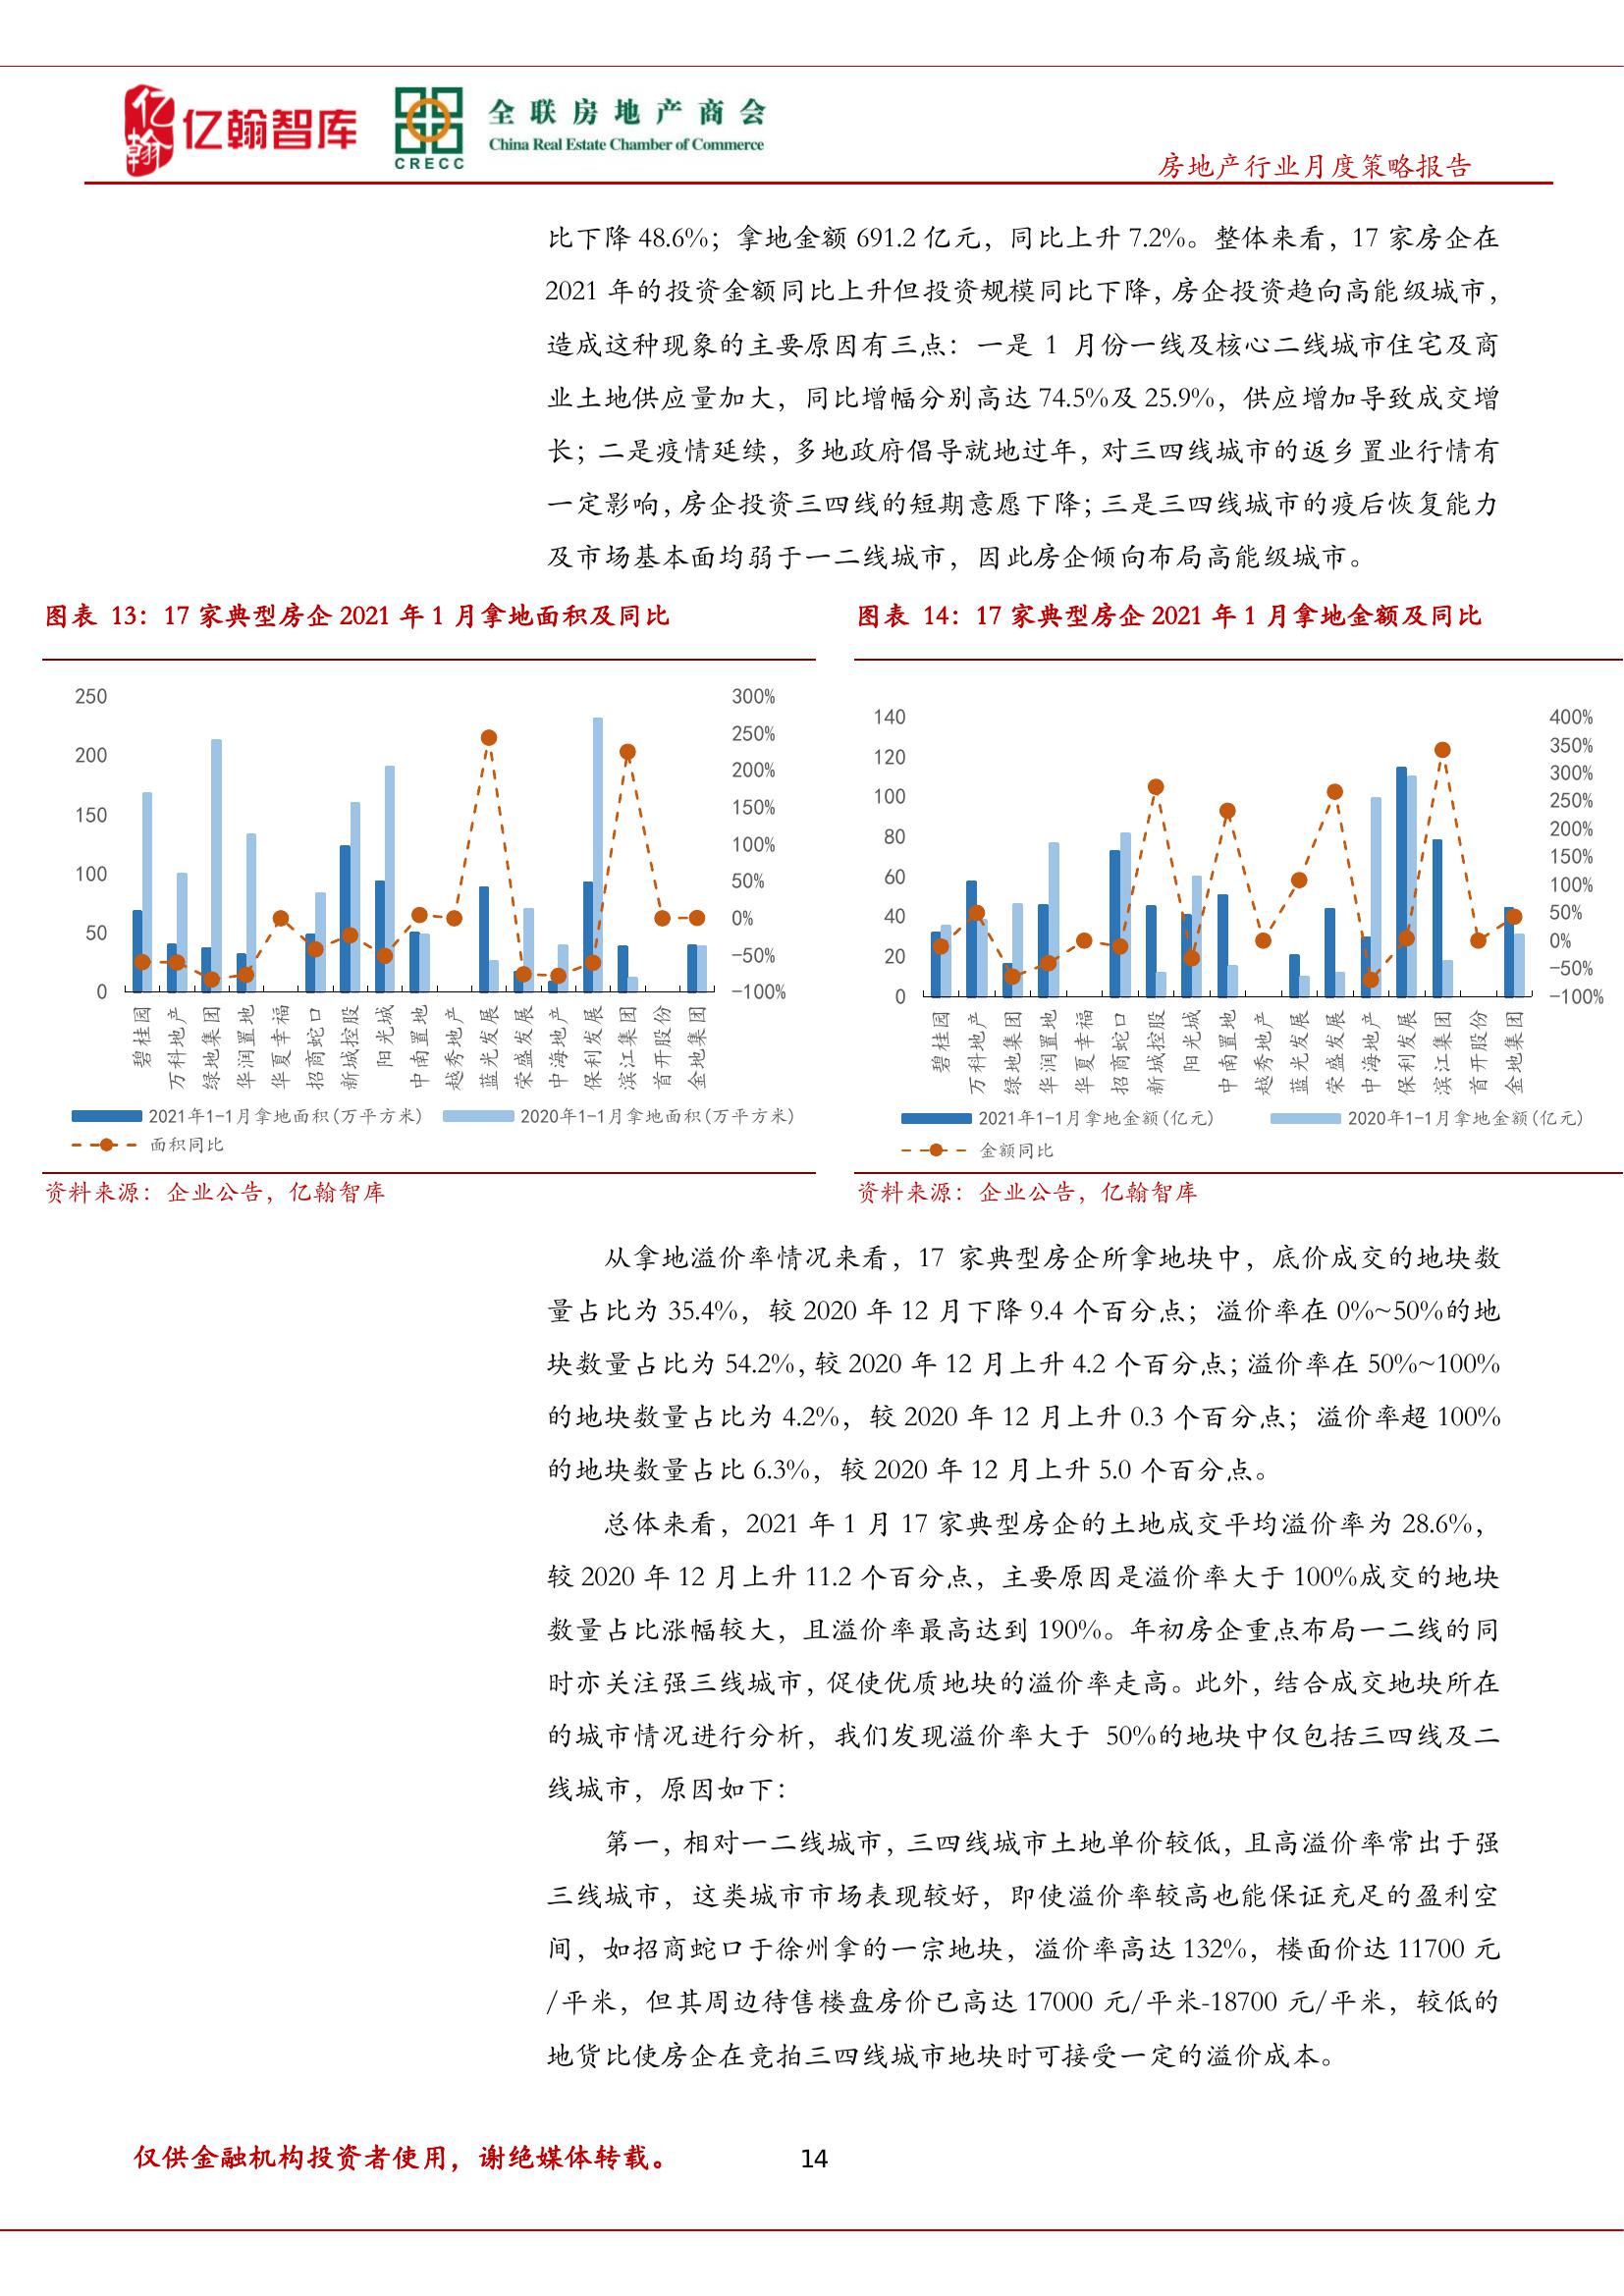 亿翰
亿翰智库
CRECC
全联房地产商会
China Real Estate Chamber of Commerce
房地产行业月度策略报告
比下降 48.6%；拿地金额 691.2 亿元，同比上升 7.2%。整体来看，17 家房企在
2021 年的投资金额同比上升但投资规模同比下降，房企投资趋向高能级城市，
造成这种现象的主要原因有三点：一是 1 月份一线及核心二线城市住宅及商
业土地供应量加大，同比增幅分别高达 74.5%及 25.9%，供应增加导致成交增
长；二是疫情延续，多地政府倡导就地过年，对三四线城市的返乡置业行情有
一定影响，房企投资三四线的短期意愿下降；三是三四线城市的疫后恢复能力
及市场基本面均弱于一二线城市，因此房企倾向布局高能级城市。
图表 13：17 家典型房企 2021 年 1 月拿地面积及同比
250
200
150
100
50
0
300%
250%
200%
150%
100%
50%
0%
-50%
-100%
碧桂园
万科地产
绿地集团
华润置地
华夏幸福
招商蛇口
新城控股
阳光城
中南置地
越秀地产
蓝光发展
荣盛发展
中海地产
保利发展
滨江集团
首开股份
金地集团
2021年1-1月拿地面积(万平方米)
2020年1-1月拿地面积(万平方米)
面积同比
资料来源：企业公告，亿翰智库
图表 14：17 家典型房企 2021 年 1 月拿地金额及同比
140
120
100
80
60
40
20
0
400%
350%
300%
250%
200%
150%
100%
50%
0%
-50%
-100%
碧桂园
万科地产
绿地集团
华润置地
华夏幸福
招商蛇口
新城控股
阳光城
中南置地
越秀地产
蓝光发展
荣盛发展
中海地产
保利发展
滨江集团
首开股份
金地集团
2021年1-1月拿地金额(亿元)
2020年1-1月拿地金额(亿元)
金额同比
资料来源：企业公告，亿翰智库
从拿地溢价率情况来看，17 家典型房企所拿地块中，底价成交的地块数
量占比为 35.4%，较 2020 年 12 月下降 9.4 个百分点；溢价率在 0%~50%的地
块数量占比为 54.2%，较 2020 年 12 月上升 4.2 个百分点；溢价率在 50%~100%
的地块数量占比为 4.2%，较 2020 年 12 月上升 0.3 个百分点；溢价率超 100%
的地块数量占比 6.3%，较 2020 年 12 月上升 5.0 个百分点。
总体来看，2021 年 1 月 17 家典型房企的土地成交平均溢价率为 28.6%，
较 2020 年 12 月上升 11.2 个百分点，主要原因是溢价率大于 100%成交的地块
数量占比涨幅较大，且溢价率最高达到 190%。年初房企重点布局一二线的同
时亦关注强三线城市，促使优质地块的溢价率走高。此外，结合成交地块所在
的城市情况进行分析，我们发现溢价率大于 50%的地块中仅包括三四线及二
线城市，原因如下：
第一，相对一二线城市，三四线城市土地单价较低，且高溢价率常出于强
三线城市，这类城市市场表现较好，即使溢价率较高也能保证充足的盈利空
间，如招商蛇口于徐州拿的一宗地块，溢价率高达 132%，楼面价达 11700 元
/平米，但其周边待售楼盘房价已高达 17000 元/平米-18700 元/平米，较低的
地货比使房企在竞拍三四线城市地块时可接受一定的溢价成本。
仅供金融机构投资者使用，谢绝媒体转载。
14